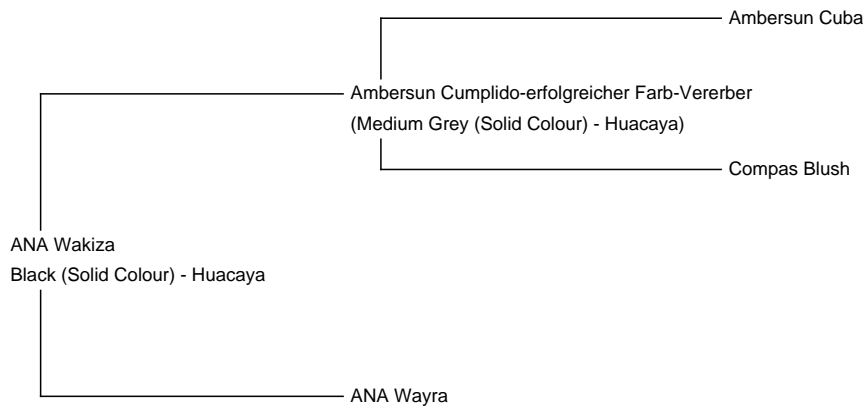 Ambersun Cuba
Ambersun Cumplido-erfolgreicher Farb-Vererber
(Medium Grey (Solid Colour) - Huacaya)
Compas Blush
ANA Wakiza
Black (Solid Colour) - Huacaya
ANA Wayra